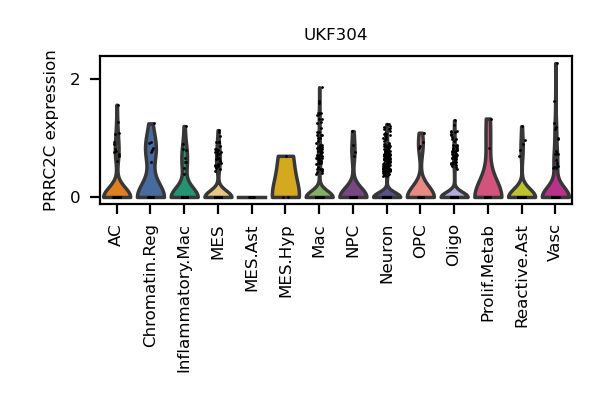 UKF304
PRRC2C expression
2
0
AC
Chromatin.Reg
Inflammatory.Mac
MES
MES.Ast
MES.Hyp
Mac
NPC
Neuron
OPC
Oligo
Prolif.Metab
Reactive.Ast
Vasc